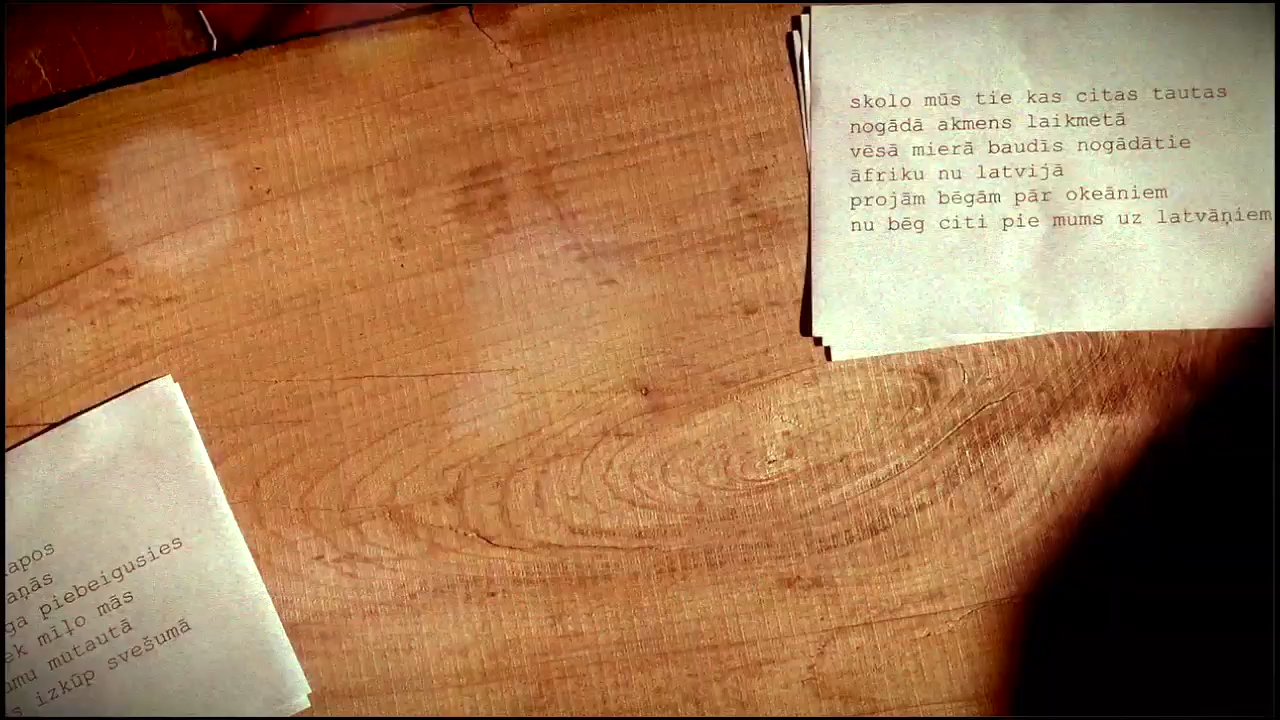 skolo mūs tie kas citas tautas
nogādā akmens laikmetā
vēsā mierā baudīs nogādātie
āfriku nu latvijā
projām bēgām pār okeāniem
nu bēg citi pie mums uz latvāņiem
piebeigusies
mīļo mās
mūtautā
izkūp svešumā